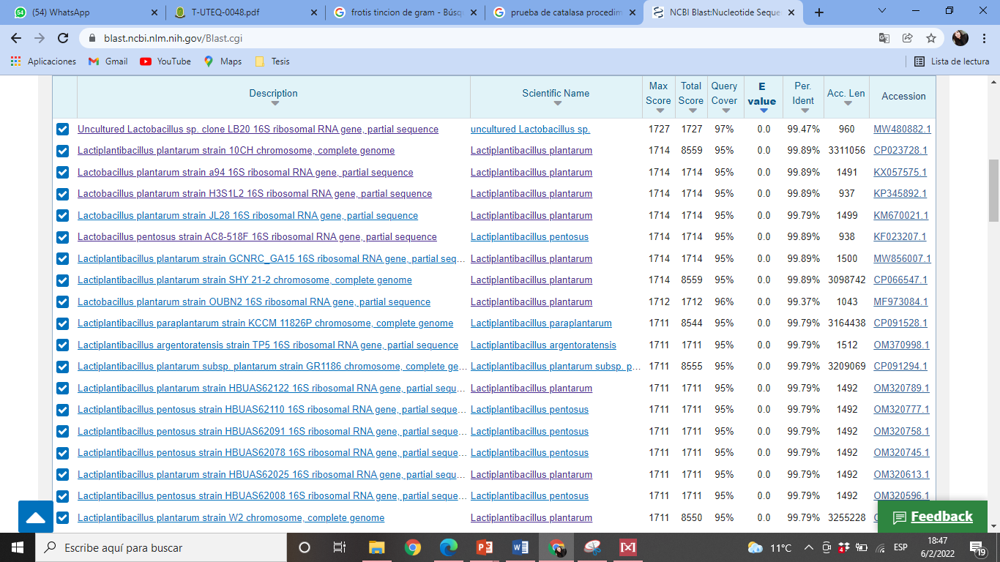 (54) WhatsApp
T-UTEQ-0048.pdf
frotis tincion de gram - Búsq
prueba de catalasa procedim
NCBI Blast:Nucleotide Seque
blast.ncbi.nlm.nih.gov/Blast.cgi
Aplicaciones Gmail YouTube Maps Tesis Lista de lectura
Description Scientific Name Max Score Total Score Query Cover E value Per. Ident Acc. Len Accession
Uncultured Lactobacillus sp. clone LB20 16S ribosomal RNA gene, partial sequence uncultured Lactobacillus sp. 1727 1727 97% 0.0 99.47% 960 MW480882.1
Lactiplantibacillus plantarum strain 10CH chromosome, complete genome Lactiplantibacillus plantarum 1714 8559 95% 0.0 99.89% 3311056 CP023728.1
Lactobacillus plantarum strain a94 16S ribosomal RNA gene, partial sequence Lactiplantibacillus plantarum 1714 1714 95% 0.0 99.89% 1491 KX057575.1
Lactobacillus plantarum strain H3S1L2 16S ribosomal RNA gene, partial sequence Lactiplantibacillus plantarum 1714 1714 95% 0.0 99.89% 937 KP345892.1
Lactobacillus plantarum strain JL28 16S ribosomal RNA gene, partial sequence Lactiplantibacillus plantarum 1714 1714 95% 0.0 99.79% 1499 KM670021.1
Lactobacillus pentosus strain AC8-518F 16S ribosomal RNA gene, partial sequence Lactiplantibacillus pentosus 1714 1714 95% 0.0 99.89% 938 KF023207.1
Lactiplantibacillus plantarum strain GCNRC_GA15 16S ribosomal RNA gene, partial seq... Lactiplantibacillus plantarum 1714 1714 95% 0.0 99.89% 1500 MW856007.1
Lactiplantibacillus plantarum strain SHY 21-2 chromosome, complete genome Lactiplantibacillus plantarum 1714 8559 95% 0.0 99.89% 3098742 CP066547.1
Lactobacillus plantarum strain OUBN2 16S ribosomal RNA gene, partial sequence Lactiplantibacillus plantarum 1712 1712 96% 0.0 99.37% 1043 MF973084.1
Lactiplantibacillus paraplantarum strain KCCM 11826P chromosome, complete genome Lactiplantibacillus paraplantarum 1711 8544 95% 0.0 99.79% 3164438 CP091528.1
Lactiplantibacillus argentoratensis strain TP5 16S ribosomal RNA gene, partial sequence Lactiplantibacillus argentoratensis 1711 1711 95% 0.0 99.79% 1512 OM370998.1
Lactiplantibacillus plantarum subsp. plantarum strain GR1186 chromosome, complete ge... Lactiplantibacillus plantarum subsp. p... 1711 8555 95% 0.0 99.79% 3209069 CP091294.1
Lactiplantibacillus plantarum strain HBUAS62122 16S ribosomal RNA gene, partial sequ... Lactiplantibacillus plantarum 1711 1711 95% 0.0 99.79% 1492 OM320789.1
Lactiplantibacillus pentosus strain HBUAS62110 16S ribosomal RNA gene, partial seque... Lactiplantibacillus pentosus 1711 1711 95% 0.0 99.79% 1492 OM320777.1
Lactiplantibacillus pentosus strain HBUAS62091 16S ribosomal RNA gene, partial seque... Lactiplantibacillus pentosus 1711 1711 95% 0.0 99.79% 1492 OM320758.1
Lactiplantibacillus pentosus strain HBUAS62078 16S ribosomal RNA gene, partial seque... Lactiplantibacillus pentosus 1711 1711 95% 0.0 99.79% 1492 OM320745.1
Lactiplantibacillus plantarum strain HBUAS62025 16S ribosomal RNA gene, partial sequ... Lactiplantibacillus plantarum 1711 1711 95% 0.0 99.79% 1492 OM320613.1
Lactiplantibacillus pentosus strain HBUAS62008 16S ribosomal RNA gene, partial seque... Lactiplantibacillus pentosus 1711 1711 95% 0.0 99.79% 1492 OM320596.1
Lactiplantibacillus plantarum strain W2 chromosome, complete genome Lactiplantibacillus plantarum 1711 8550 95% 0.0 99.79% 3255228
Feedback
Escribe aquí para buscar
11°C
ESP
18:47
6/2/2022
19